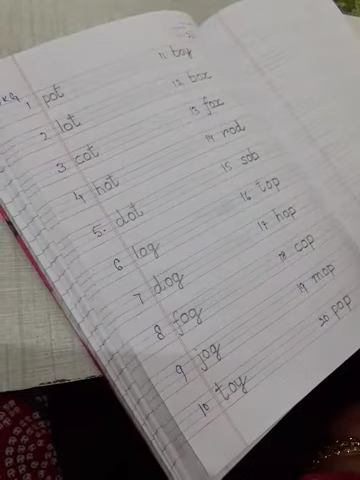 KG
1 pot
2 lot
3 cot
4 hot
5. dot
6 log
7 dog
8 fog
9 jog
10 toy
11 boy
12 box
13 fox
14 rod
15 sob
16 top
17 hop
18 cop
19 mop
20 pop